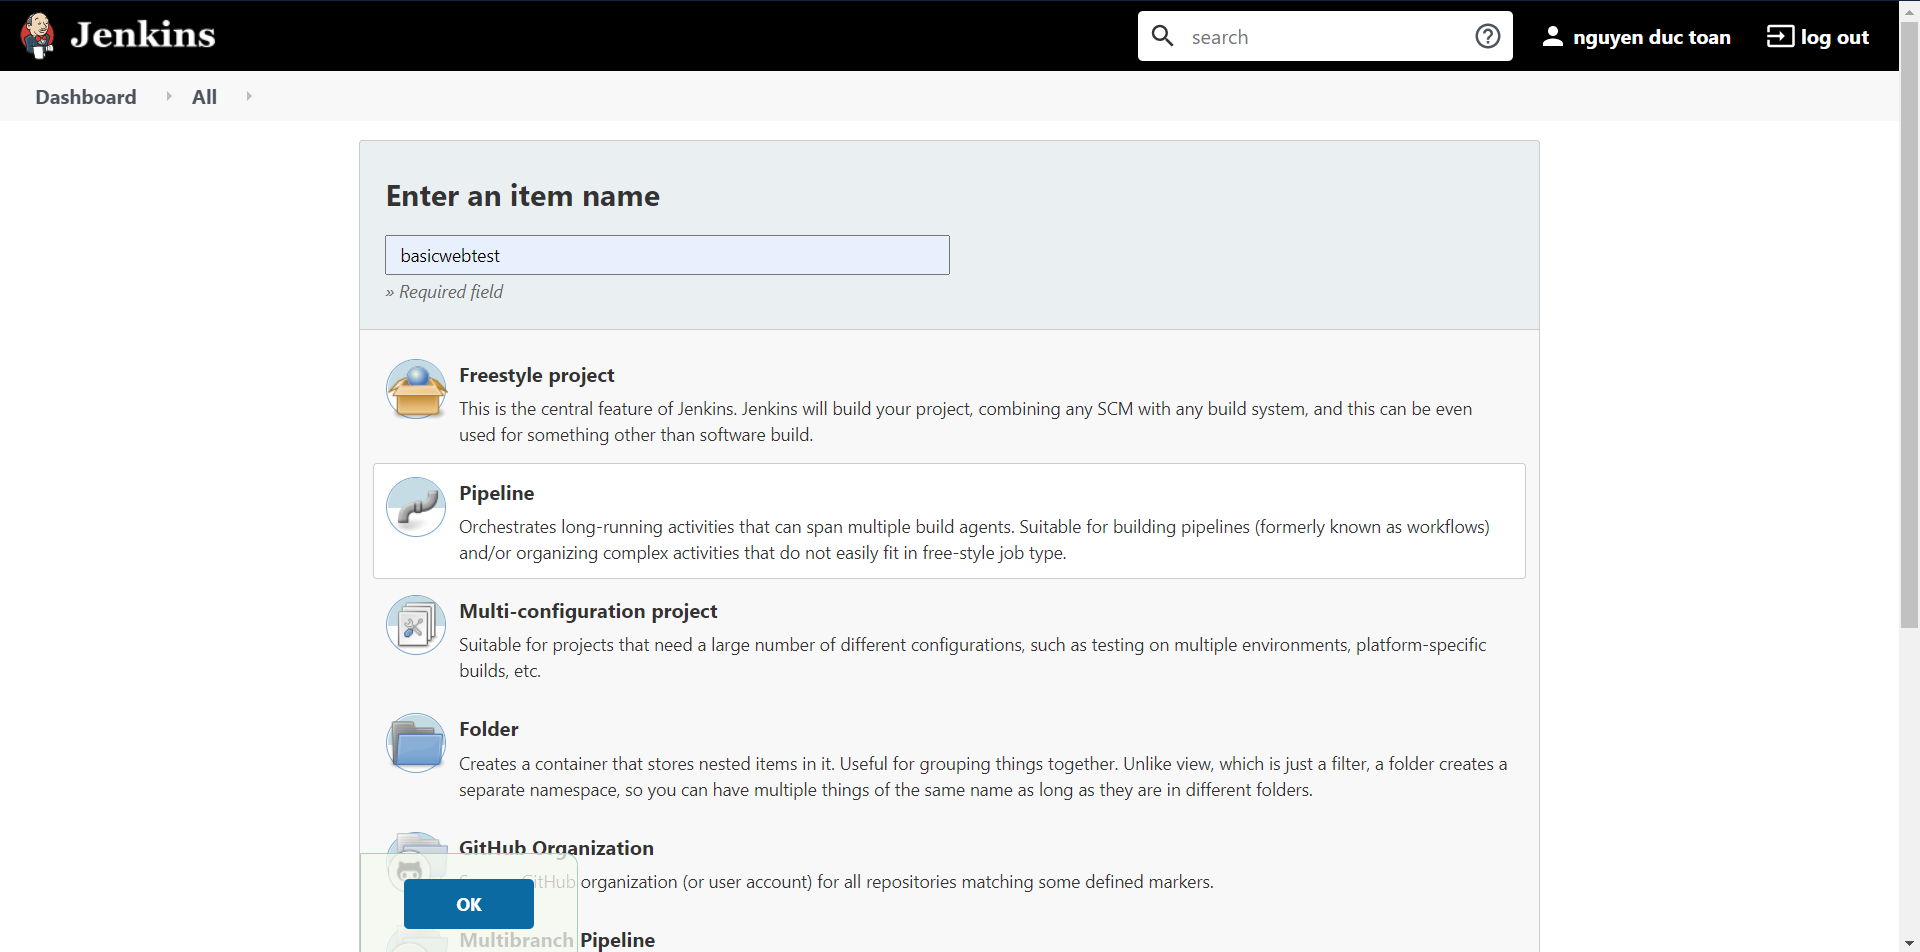 Jenkins
search
nguyen duc toan
log out
Dashboard
All
Enter an item name
basicwebtest
» Required field
Freestyle project
This is the central feature of Jenkins. Jenkins will build your project, combining any SCM with any build system, and this can be even
used for something other than software build.
Pipeline
Orchestrates long-running activities that can span multiple build agents. Suitable for building pipelines (formerly known as workflows)
and/or organizing complex activities that do not easily fit in free-style job type.
Multi-configuration project
Suitable for projects that need a large number of different configurations, such as testing on multiple environments, platform-specific
builds, etc.
Folder
Creates a container that stores nested items in it. Useful for grouping things together. Unlike view, which is just a filter, a folder creates a
separate namespace, so you can have multiple things of the same name as long as they are in different folders.
GitHub Organization
GitHub organization (or user account) for all repositories matching some defined markers.
OK
Multibranch Pipeline